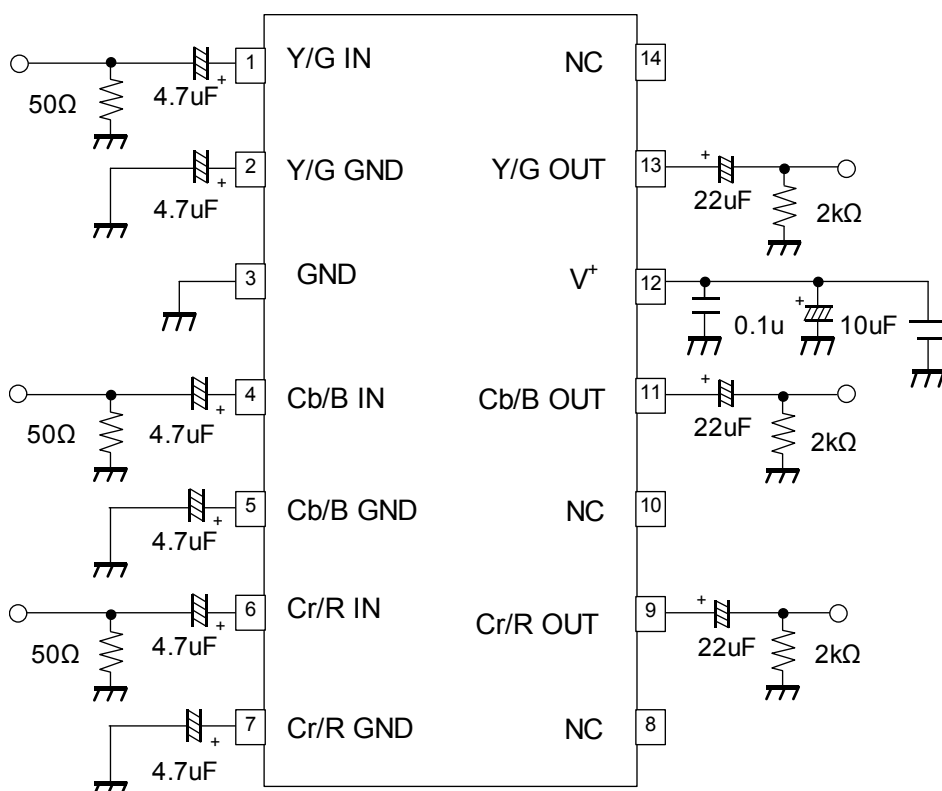 1 Y/G IN NC 14
50Ω 4.7uF +
2 Y/G GND Y/G OUT 13 +
4.7uF + 22uF 2kΩ
3 GND V+ 12
+ 0.1u 10uF
4 Cb/B IN Cb/B OUT 11 +
50Ω 4.7uF + 22uF 2kΩ
5 Cb/B GND NC 10
4.7uF +
6 Cr/R IN Cr/R OUT 9 +
50Ω 4.7uF + 22uF 2kΩ
7 Cr/R GND NC 8
4.7uF +